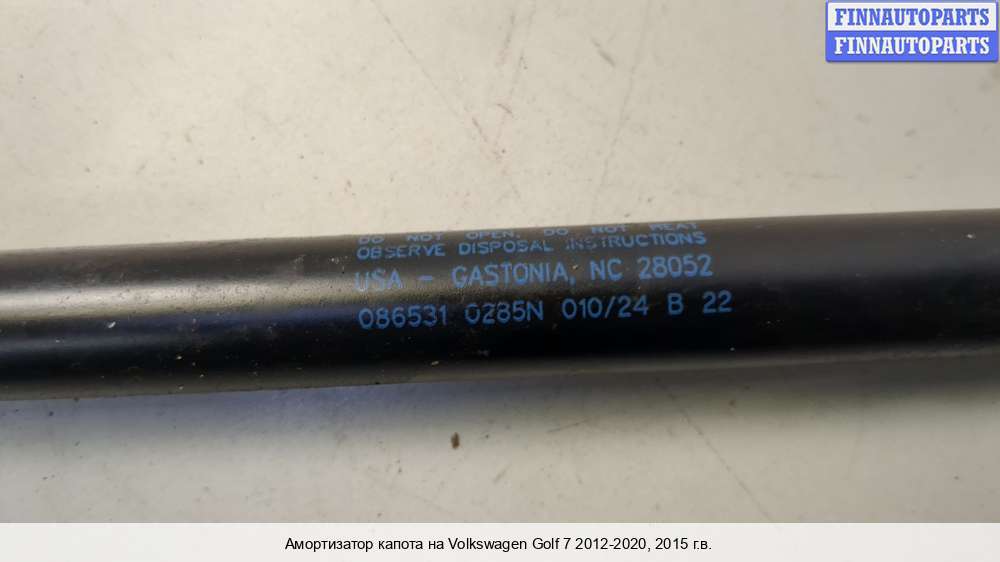 FINNAUTOPARTS
FINNAUTOPARTS
DO NOT OPEN. DO NOT HEAT
OBSERVE DISPOSAL INSTRUCTIONS
USA - GASTONIA, NC 28052
086531 0285N 010/24 B 22
Амортизатор капота на Volkswagen Golf 7 2012-2020, 2015 г.в.